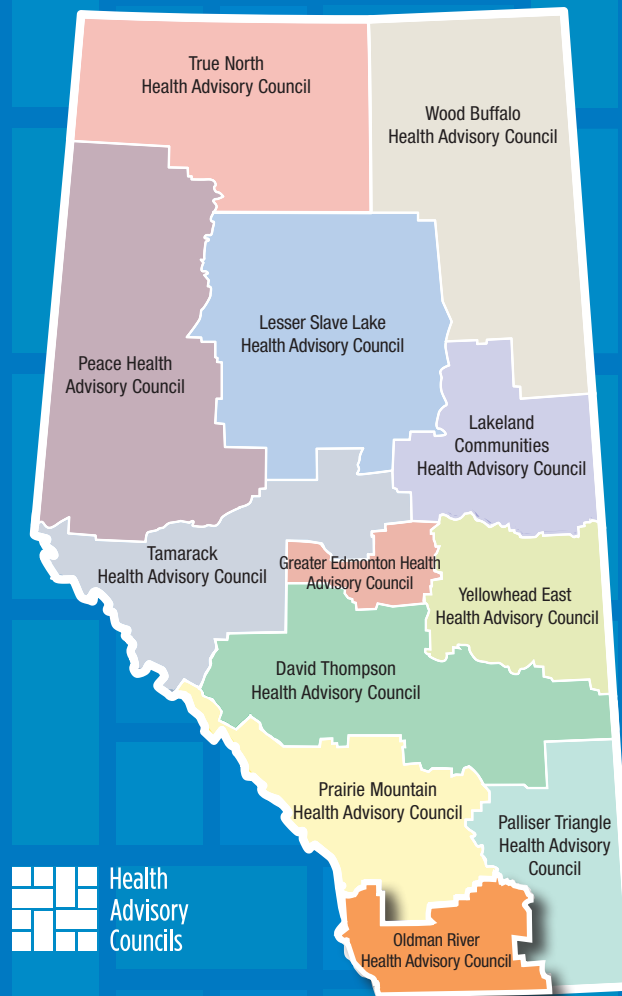 True North
Health Advisory Council
Wood Buffalo
Health Advisory Council
Lesser Slave Lake
Health Advisory Council
Peace Health
Advisory Council
Lakeland
Communities
Health Advisory Council
Tamarack
Health Advisory Council
Greater Edmonton Health
Advisory Council
Yellowhead East
Health Advisory Council
David Thompson
Health Advisory Council
Prairie Mountain
Health Advisory Council
Palliser Triangle
Health Advisory
Council
Health
Advisory
Councils
Oldman River
Health Advisory Council